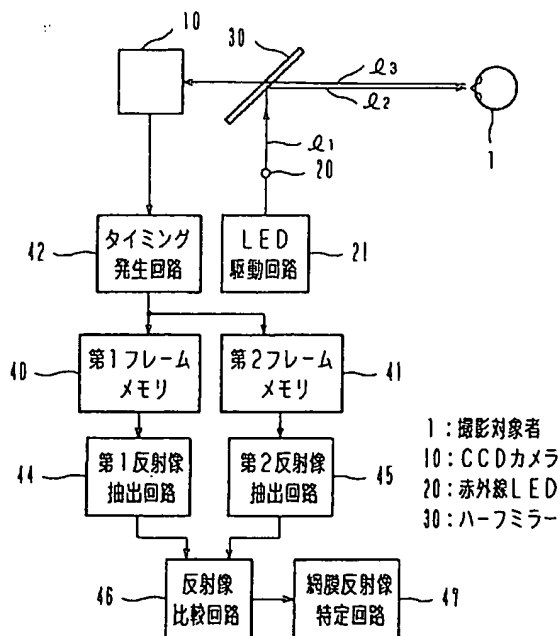 10
30
ℓ3
ℓ2
1
ℓ1
20
42
タイミング
発生回路
LED
駆動回路
21
40
第1フレーム
メモリ
第2フレーム
メモリ
41
44
第1反射像
抽出回路
第2反射像
抽出回路
45
46
反射像
比較回路
網膜反射像
特定回路
49
1:撮影対象者
10:CCDカメラ
20:赤外線LED
30:ハーフミラー